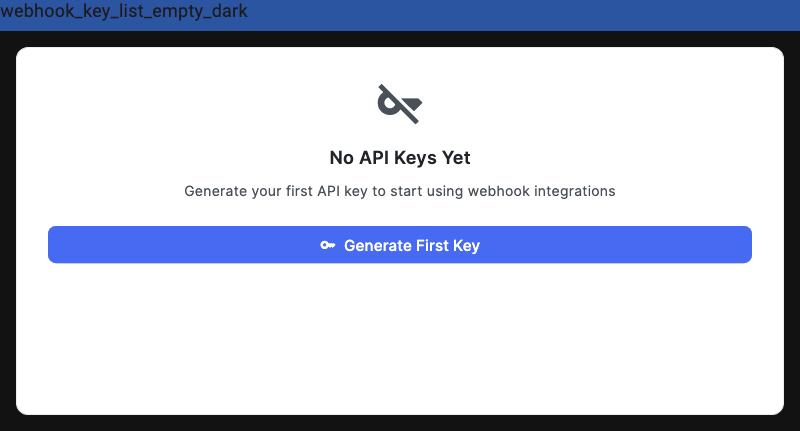 webhook_key_list_empty_dark
No API Keys Yet
Generate your first API key to start using webhook integrations
Generate First Key